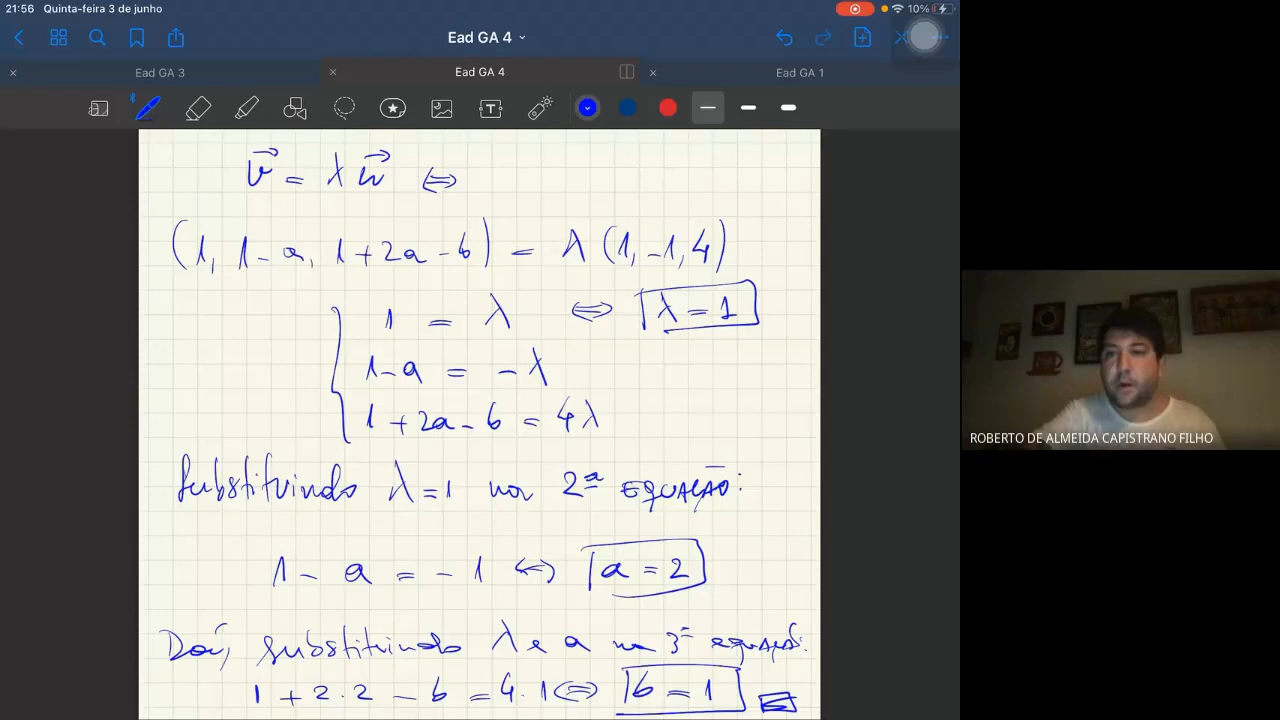 21:56 Quinta-feira 3 de junho
10%
Ead GA 4
Ead GA 3
Ead GA 4
Ead GA 1
v⃗ = λ w⃗ ⇔
(1, 1 - a, 1 + 2a - b) = λ (1, -1, 4)
1 = λ ⇔ λ = 1
1 - a = -λ
1 + 2a - b = 4λ
Substituindo λ = 1 na 2ª EQUAÇÃO:
1 - a = -1 ⇔ a = 2
Daí, substituindo λ e a na 3ª equação:
1 + 2.2 - b = 4.1 ⇔ b = 1
ROBERTO DE ALMEIDA CAPISTRANO FILHO